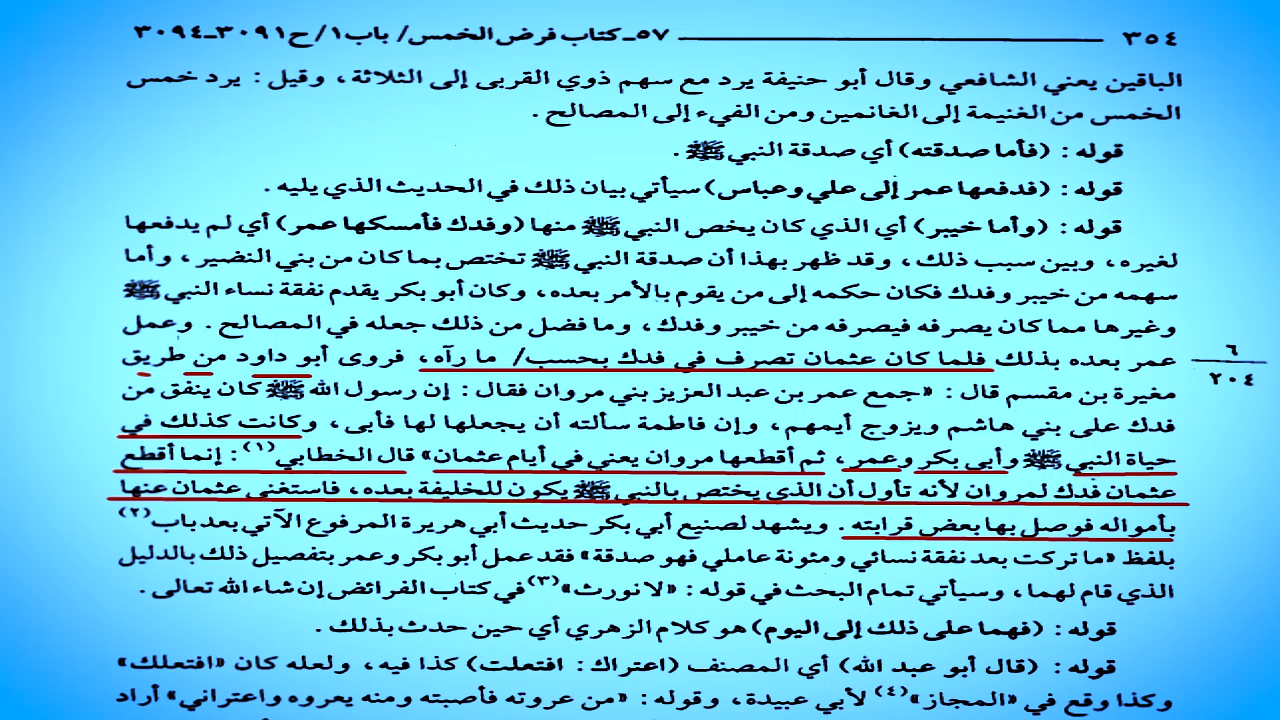 ٣٥٤ ــــــــ ٥٧ـ كتاب فرض الخمس/ باب١/ ح٣٠٩١ـ٣٠٩٤
الباقين يعني الشافعي وقال أبو حنيفة يرد مع سهم ذوي القربى إلى الثلاثة، وقيل: يرد خمس
الخمس من الغنيمة إلى الغانمين ومن الفيء إلى المصالح.
قوله: (فأما صدقته) أي صدقة النبي ﷺ.
قوله: (فدفعها عمر إلى علي وعباس) سيأتي بيان ذلك في الحديث الذي يليه.
قوله: (وأما خيبر) أي الذي كان يخص النبي ﷺ منها (وفدك فأمسكها عمر) أي لم يدفعها
لغيره، وبين سبب ذلك، وقد ظهر بهذا أن صدقة النبي ﷺ تختص بما كان من بني النضير، وأما
سهمه من خيبر وفدك فكان حكمه إلى من يقوم بالأمر بعده، وكان أبو بكر يقدم نفقة نساء النبي ﷺ
وغيرها مما كان يصرفه فيصرفه من خيبر وفدك، وما فضل من ذلك جعله في المصالح. وعمل
عمر بعده بذلك فلما كان عثمان تصرف في فدك بحسب/ ما رآه، فروى أبو داود من طريق
٦
٢٠٤
مغيرة بن مقسم قال: «جمع عمر بن عبد العزيز بني مروان فقال: إن رسول الله ﷺ كان ينفق من
فدك على بني هاشم ويزوج أيمهم، وإن فاطمة سألته أن يجعلها لها فأبى، وكانت كذلك في
حياة النبي ﷺ وأبي بكر وعمر، ثم أقطعها مروان يعني في أيام عثمان» قال الخطابي(١): إنما أقطع
عثمان فدك لمروان لأنه تأول أن الذي يختص بالنبي ﷺ يكون للخليفة بعده، فاستغنى عثمان عنها
بأمواله فوصل بها بعض قرابته. ويشهد لصنيع أبي بكر حديث أبي هريرة المرفوع الآتي بعد باب(٢)
بلفظ «ما تركت بعد نفقة نسائي ومئونة عاملي فهو صدقة» فقد عمل أبو بكر وعمر بتفصيل ذلك بالدليل
الذي قام لهما، وسيأتي تمام البحث في قوله: «لا نورث»(٣) في كتاب الفرائض إن شاء الله تعالى.
قوله: (فهما على ذلك إلى اليوم) هو كلام الزهري أي حين حدث بذلك.
قوله: (قال أبو عبد الله) أي المصنف (اعتراك: افتعلت) كذا فيه، ولعله كان «افتعلك»
وكذا وقع في «المجاز»(٤) لأبي عبيدة، وقوله: «من عروته فأصبته ومنه يعروه واعتراني» أراد